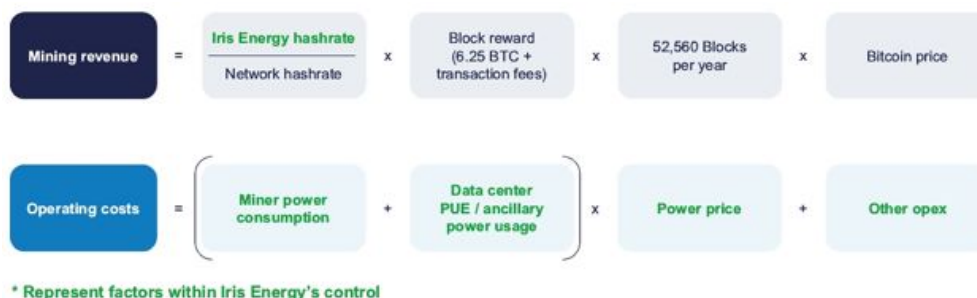 Mining revenue
=
Iris Energy hashrate
Network hashrate
x
Block reward
(6.25 BTC +
transaction fees)
x
52,560 Blocks
per year
x
Bitcoin price
Operating costs
=
Miner power
consumption
+
Data center
PUE / ancillary
power usage
x
Power price
+
Other opex
* Represent factors within Iris Energy's control